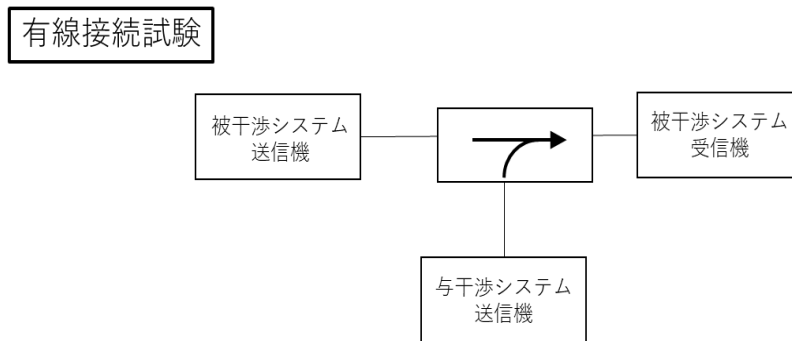 有線接続試験
被干渉システム
送信機
被干渉システム
受信機
与干渉システム
送信機